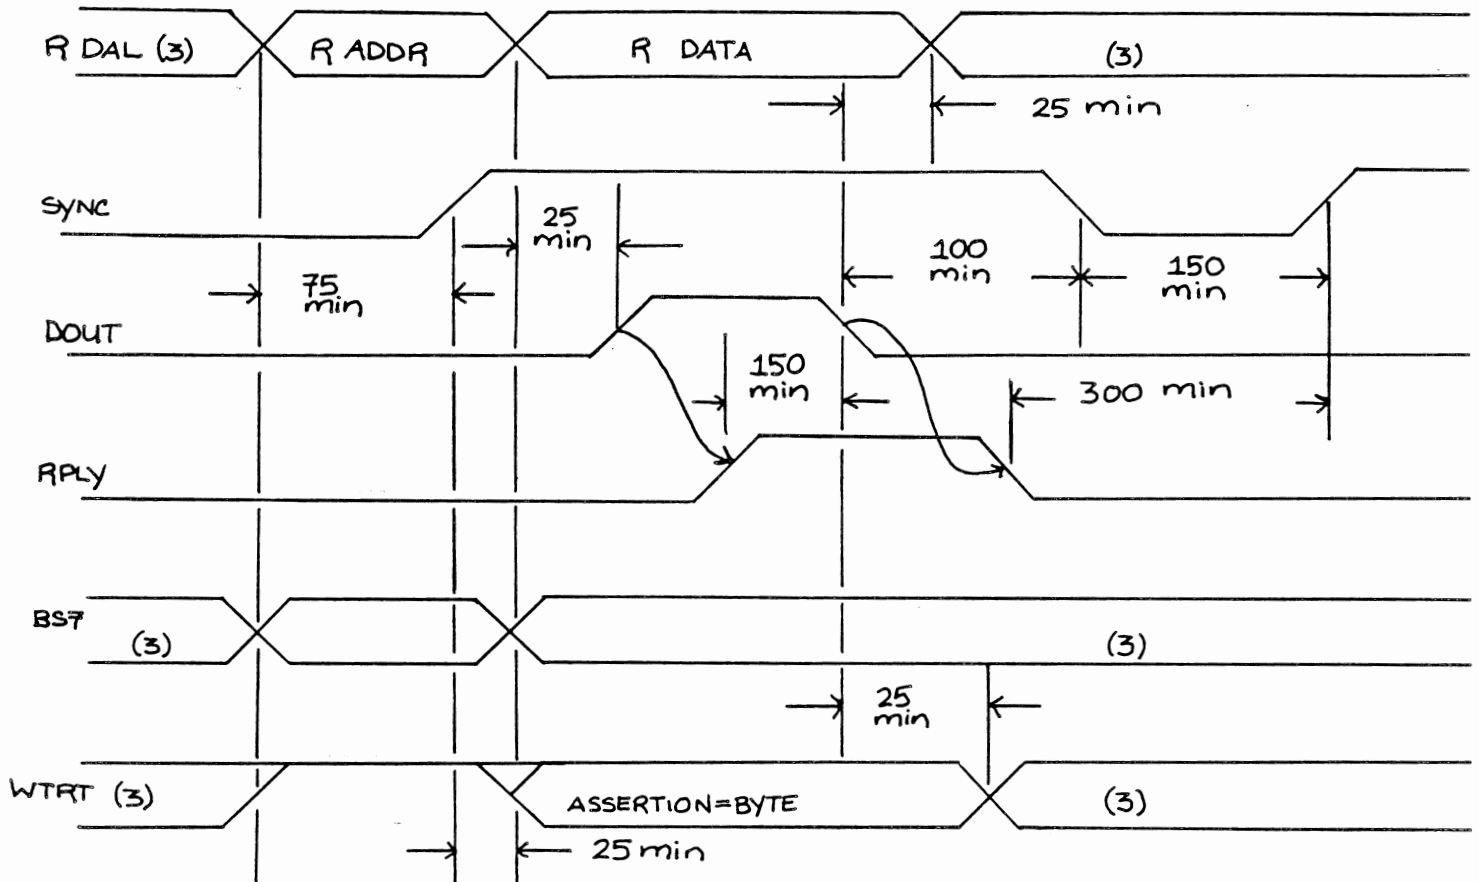 R DAL (3) R ADDR R DATA (3)
25 min
SYNC
25
min
100
min
150
min
75
min
DOUT
150
min
300 min
RPLY
BS7
(3) (3)
25
min
WTRT (3) ASSERTION=BYTE (3)
25 min